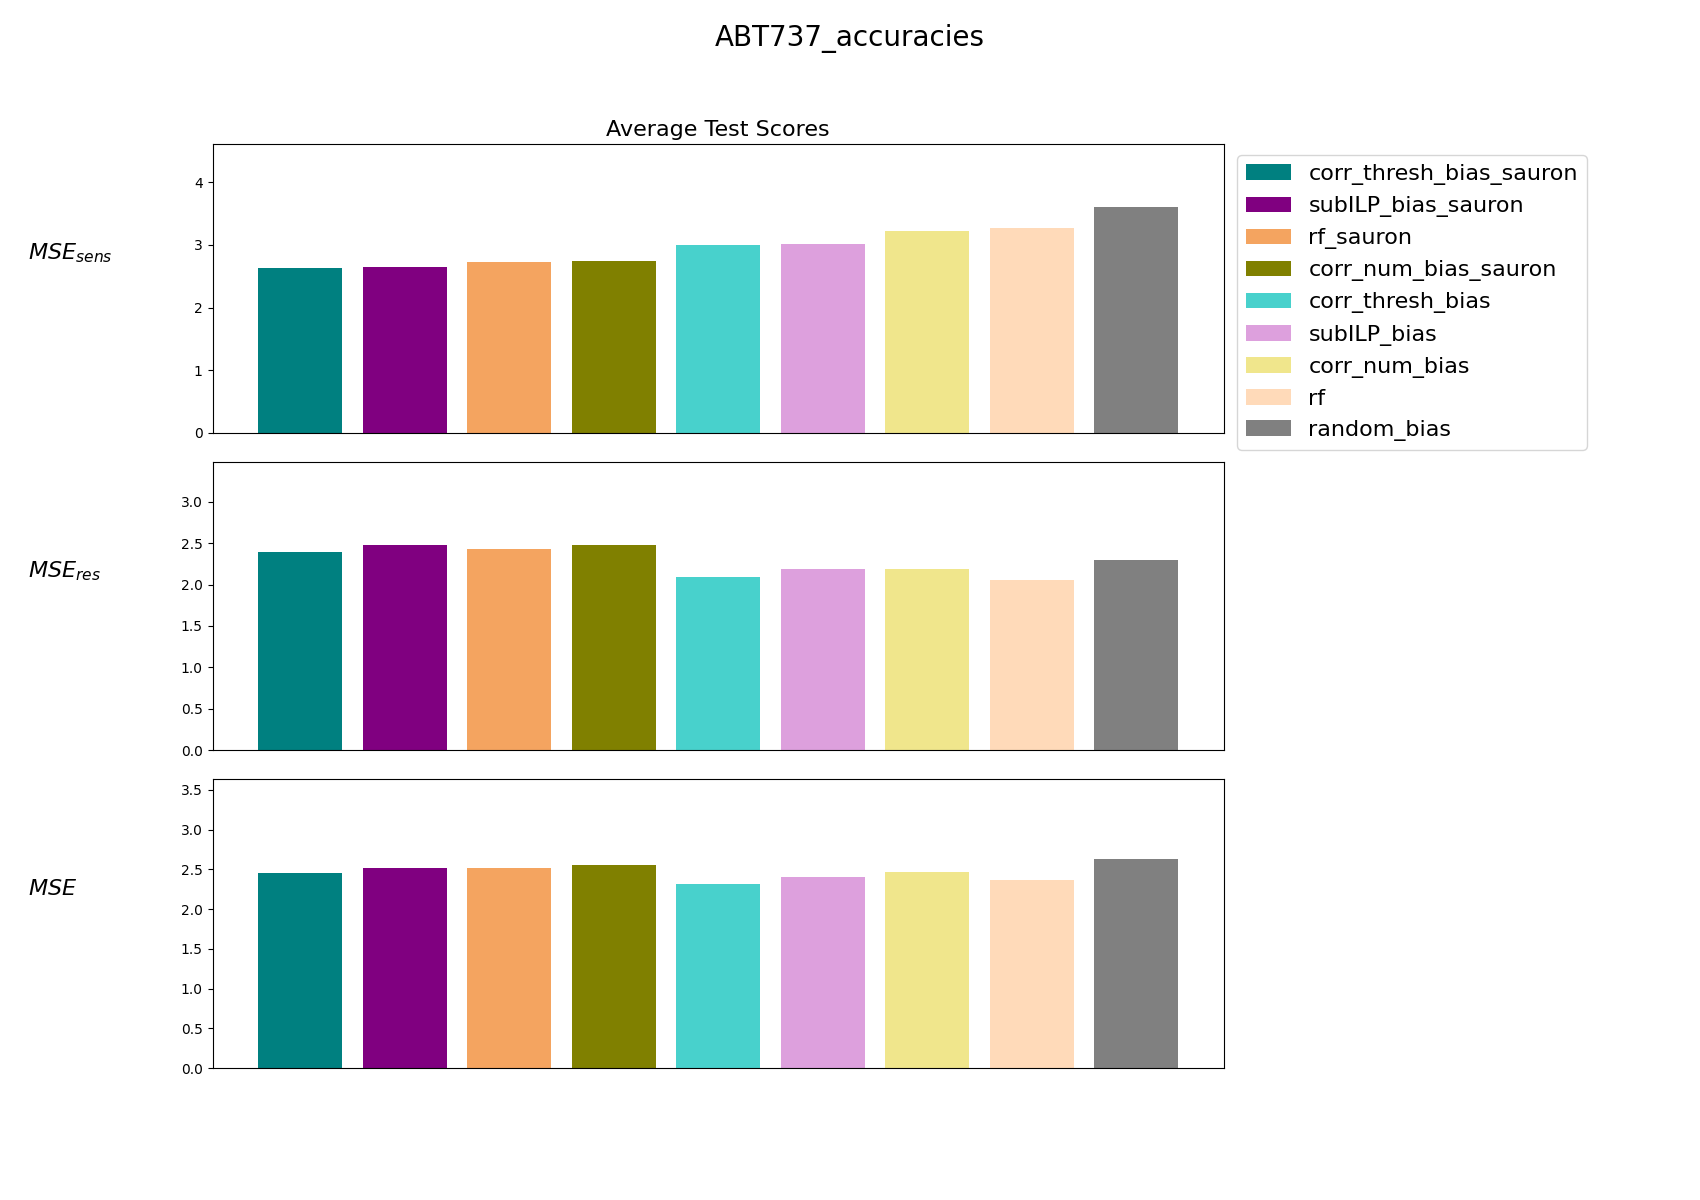 ABT737_accuracies
Average Test Scores
MSE_sens
4
3
2
1
0
corr_thresh_bias_sauron
subILP_bias_sauron
rf_sauron
corr_num_bias_sauron
corr_thresh_bias
subILP_bias
corr_num_bias
rf
random_bias
MSE_res
3.0
2.5
2.0
1.5
1.0
0.5
0.0
MSE
3.5
3.0
2.5
2.0
1.5
1.0
0.5
0.0